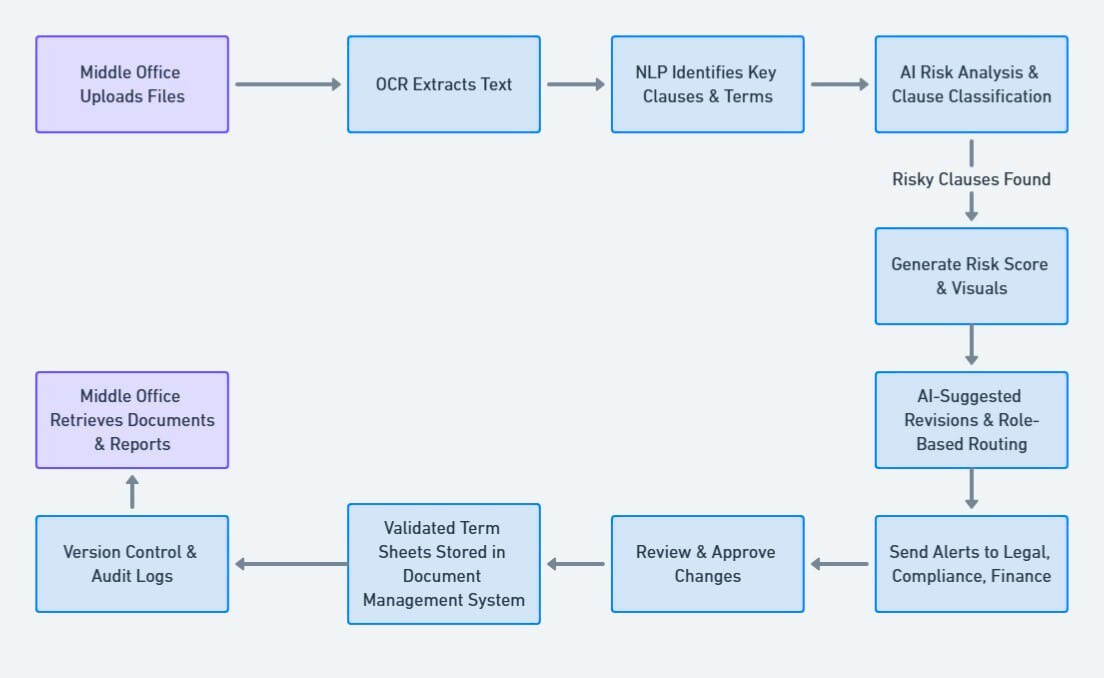 Middle Office
Uploads Files
OCR Extracts Text
NLP Identifies Key
Clauses & Terms
AI Risk Analysis &
Clause Classification
Risky Clauses Found
Generate Risk Score
& Visuals
AI-Suggested
Revisions & Role-
Based Routing
Send Alerts to Legal,
Compliance, Finance
Review & Approve
Changes
Validated Term
Sheets Stored in
Document
Management System
Version Control &
Audit Logs
Middle Office
Retrieves Documents
& Reports